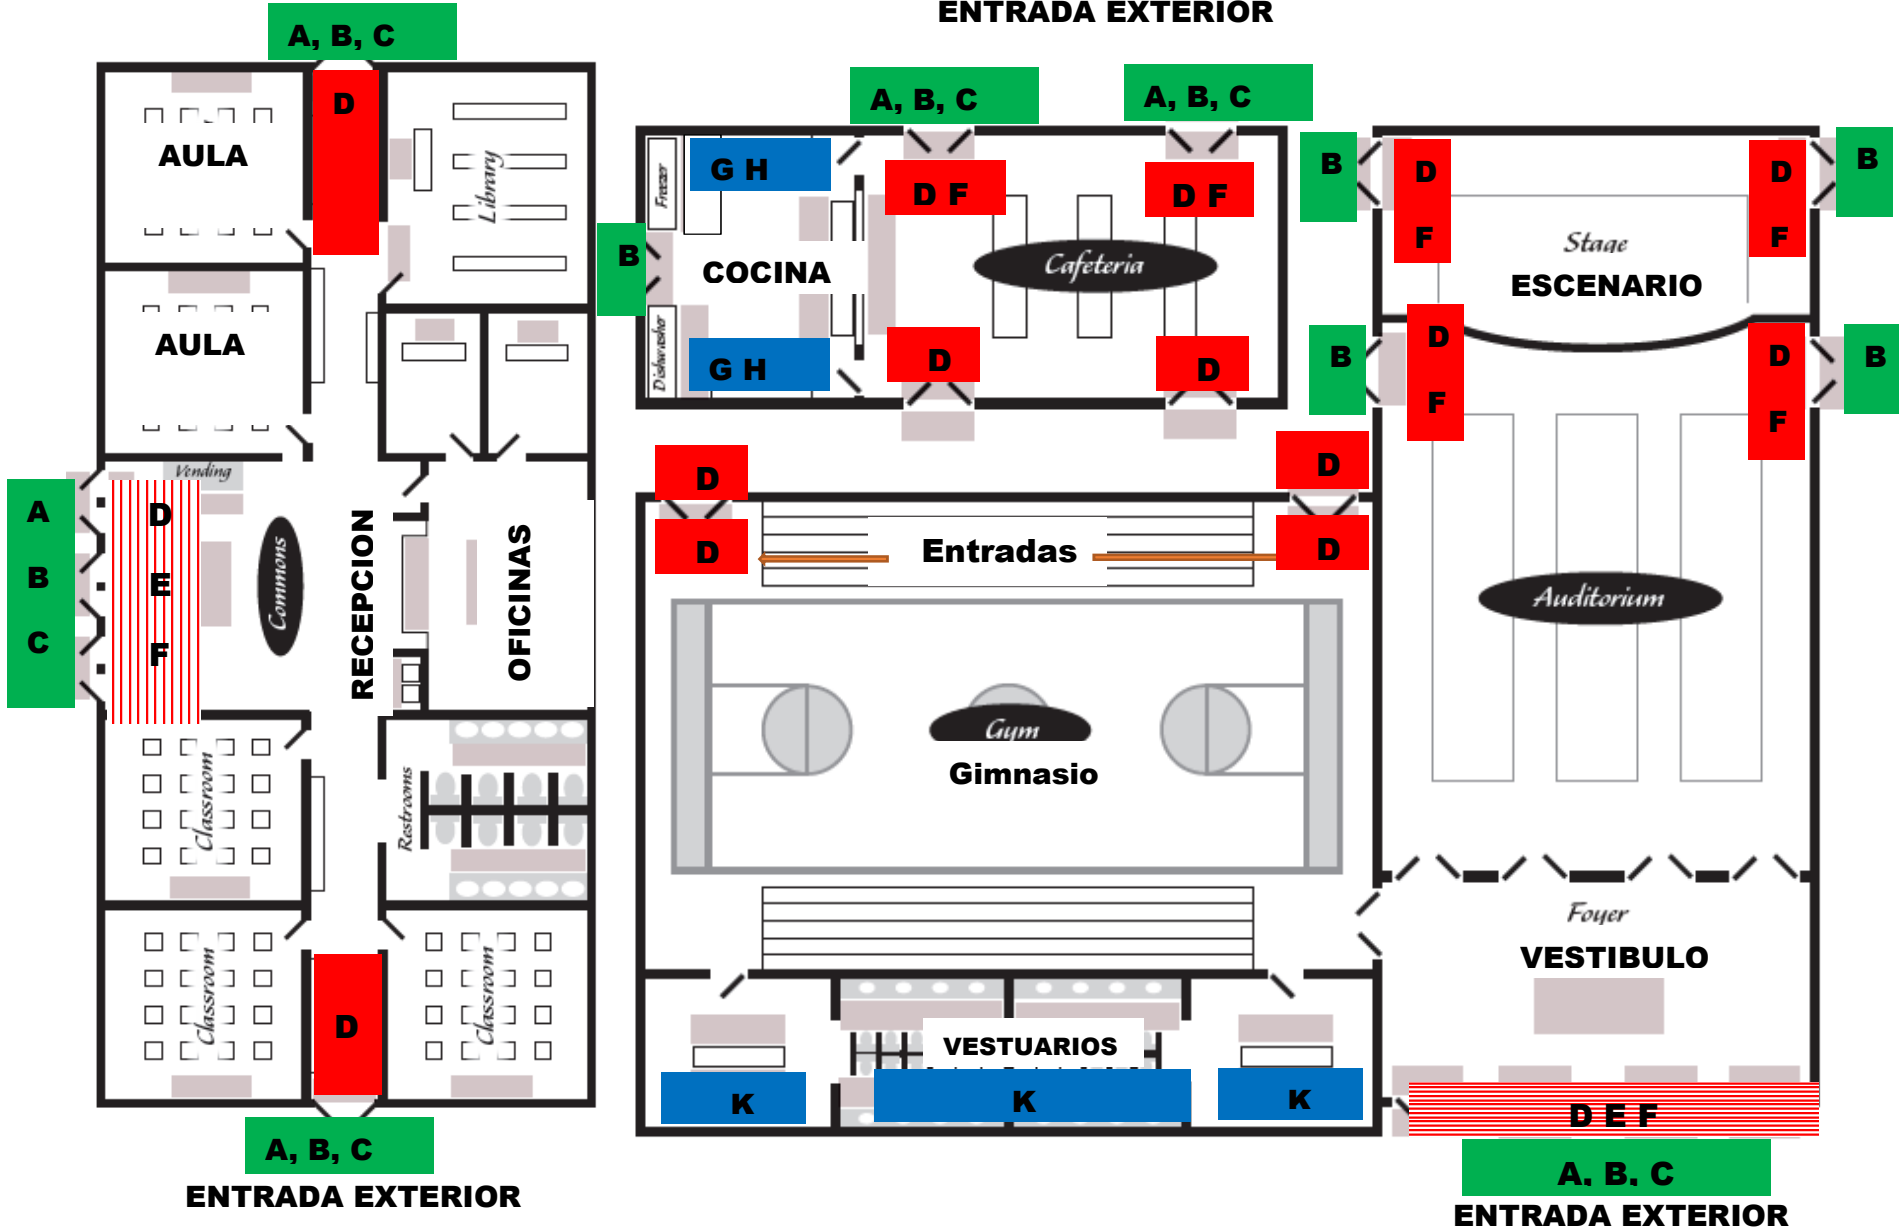 ENTRADA EXTERIOR
A, B, C
A, B, C
A, B, C
D
AULA
Library
Freezer
G H
D F
D F
B
D
F
D
F
B
B
COCINA
Cafeteria
Stage
ESCENARIO
AULA
Dishwasher
G H
D
D
B
D
F
D
F
B
Vending
D
D
A
B
C
D
E
F
Commons
RECEPCION
OFICINAS
D
Entradas
D
Auditorium
Gym
Gimnasio
Classroom
Restrooms
Foyer
VESTIBULO
Classroom
D
Classroom
VESTUARIOS
K
K
K
D E F
A, B, C
ENTRADA EXTERIOR
A, B, C
ENTRADA EXTERIOR